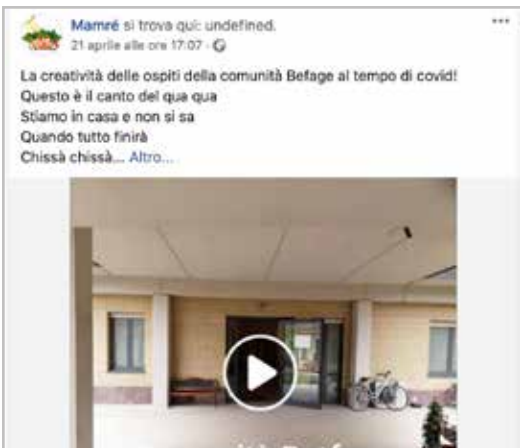 Mamré si trova qui: undefined.
21 aprile alle ore 17:07 ·
La creatività delle ospiti della comunità Befage al tempo di covid!
Questo è il canto del qua qua
Stiamo in casa e non si sa
Quando tutto finirà
Chissà chissà... Altro...